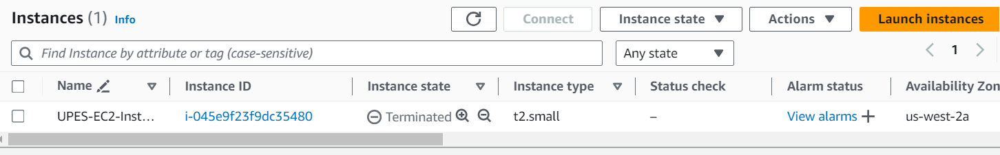 Instances (1) Info Connect Instance state Actions Launch instances
Find Instance by attribute or tag (case-sensitive) Any state 1
Name Instance ID Instance state Instance type Status check Alarm status Availability Zon
UPES-EC2-Inst... i-045e9f23f9dc35480 Terminated t2.small – View alarms + us-west-2a